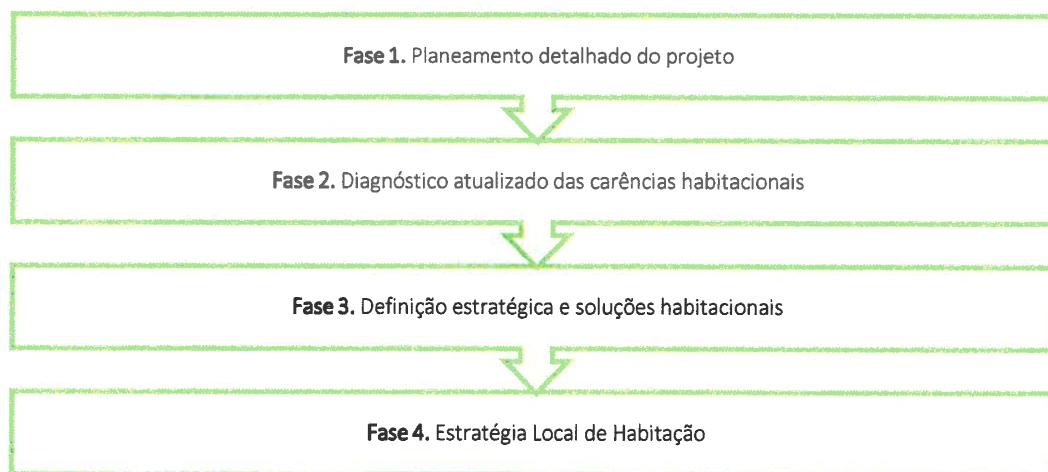 Fase 1. Planeamento detalhado do projeto
Fase 2. Diagnóstico atualizado das carências habitacionais
Fase 3. Definição estratégica e soluções habitacionais
Fase 4. Estratégia Local de Habitação